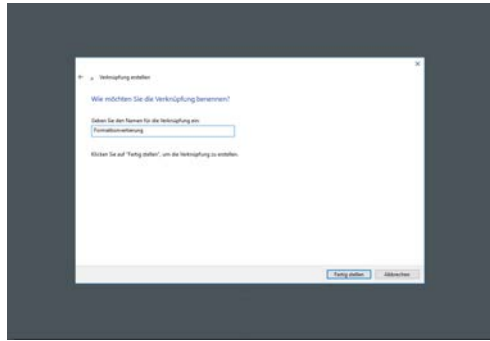 Verknüpfung erstellen
Wie möchten Sie die Verknüpfung benennen?
Geben Sie den Namen für die Verknüpfung ein:
Formatkonvertierung
Klicken Sie auf "Fertig stellen", um die Verknüpfung zu erstellen.
Fertig stellen Abbrechen